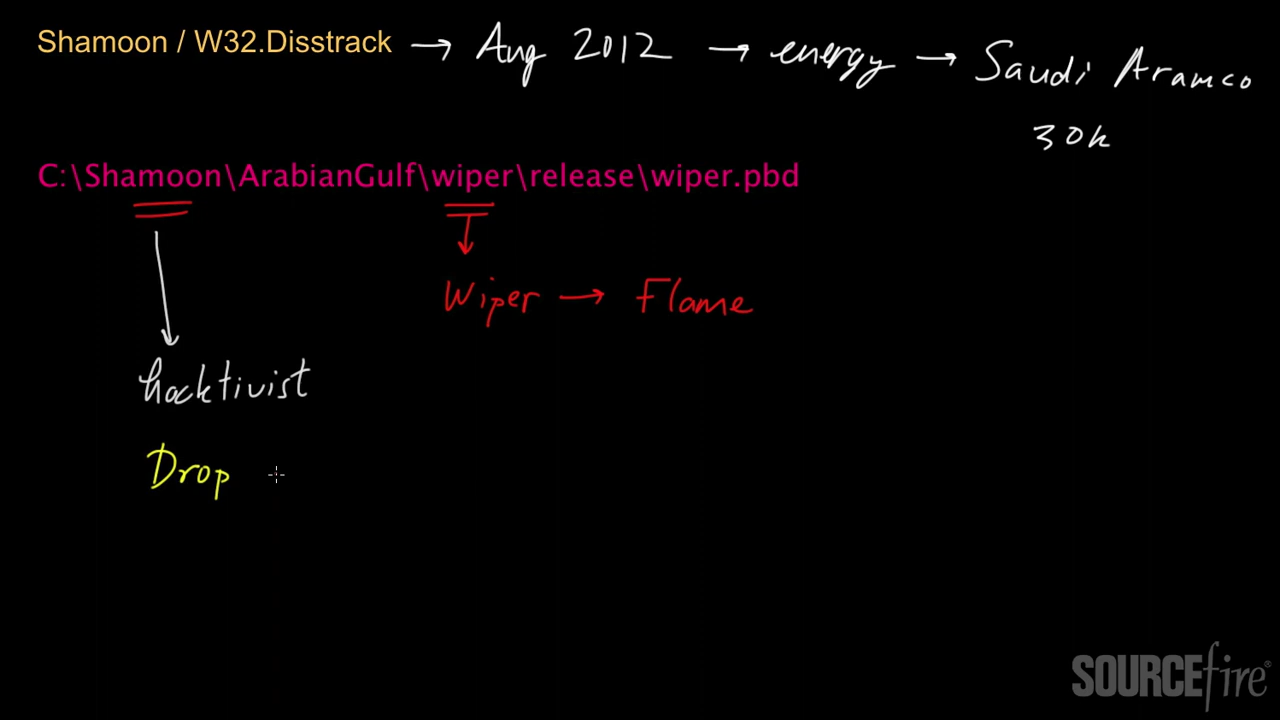 Shamoon / W32.Disstrack → Aug 2012 → energy → Saudi Aramco
30k
C:\Shamoon\ArabianGulf\wiper\release\wiper.pbd
Wiper → Flame
hacktivist
Drop
SOURCEfire®